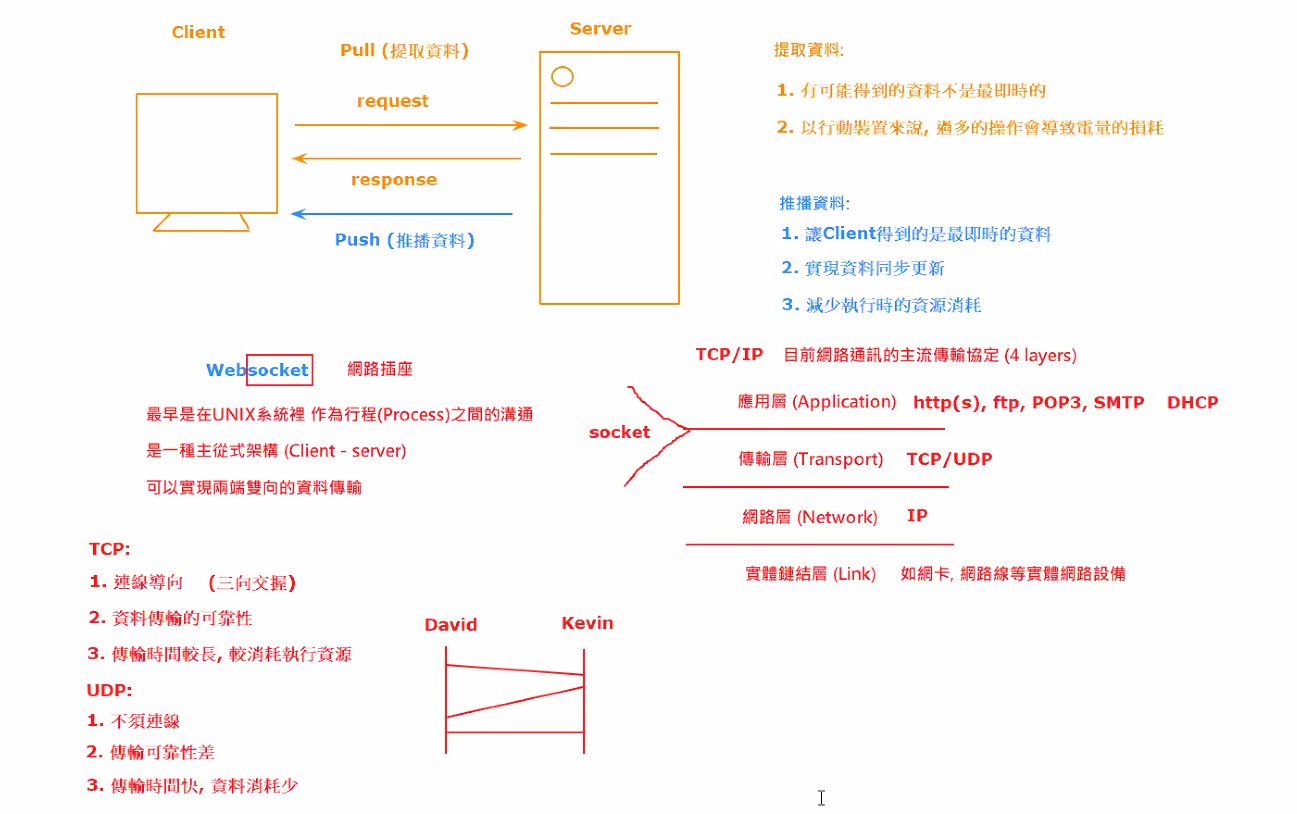 Client
Server
Pull (提取資料)
request
response
Push (推播資料)
提取資料:
1. 有可能得到的資料不是最即時的
2. 以行動裝置來說, 過多的操作會導致電量的損耗
推播資料:
1. 讓Client得到的是最即時的資料
2. 實現資料同步更新
3. 減少執行時的資源消耗
Websocket 網路插座
最早是在UNIX系統裡 作為行程(Process)之間的溝通
是一種主從式架構 (Client - server)
可以實現兩端雙向的資料傳輸
TCP/IP 目前網路通訊的主流傳輸協定 (4 layers)
socket
應用層 (Application) http(s), ftp, POP3, SMTP DHCP
傳輸層 (Transport) TCP/UDP
網路層 (Network) IP
實體鏈結層 (Link) 如網卡, 網路線等實體網路設備
TCP:
1. 連線導向 (三向交握)
2. 資料傳輸的可靠性
3. 傳輸時間較長, 較消耗執行資源
UDP:
1. 不須連線
2. 傳輸可靠性差
3. 傳輸時間快, 資料消耗少
David Kevin